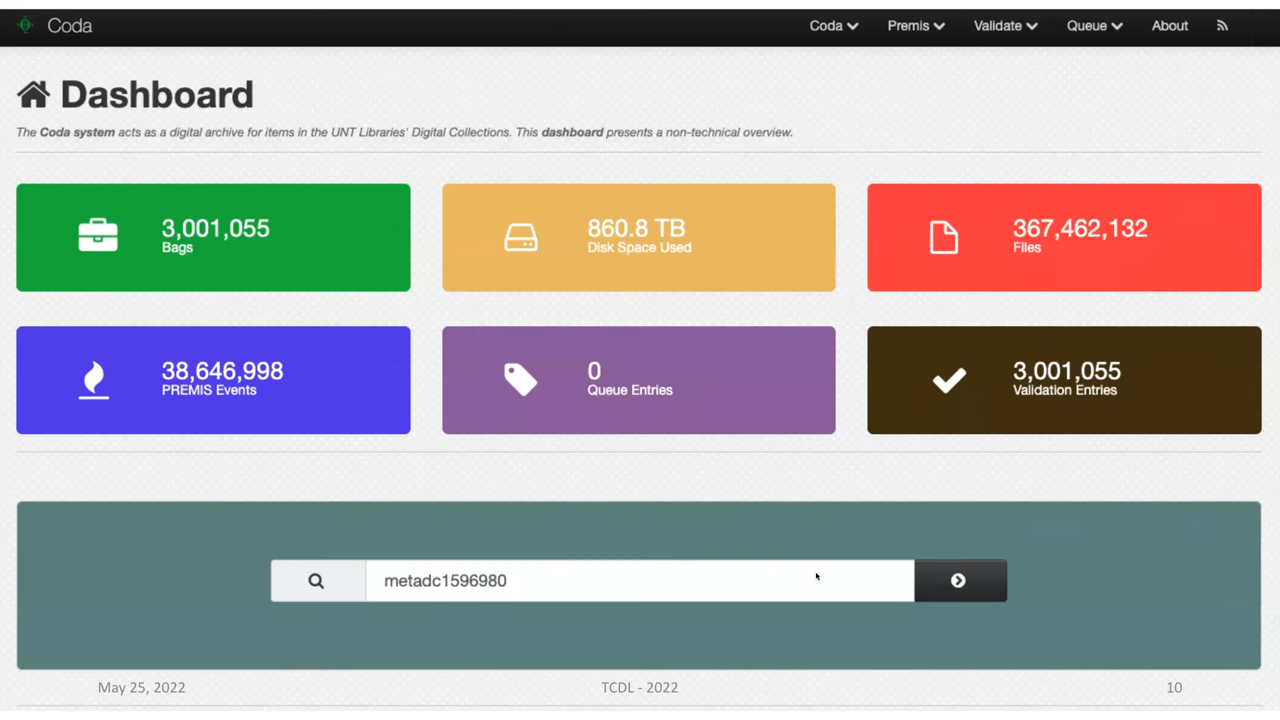 Coda
Coda Premis Validate Queue About
Dashboard
The Coda system acts as a digital archive for items in the UNT Libraries' Digital Collections. This dashboard presents a non-technical overview.
3,001,055
Bags
860.8 TB
Disk Space Used
367,462,132
Files
38,646,998
PREMIS Events
0
Queue Entries
3,001,055
Validation Entries
metadc1596980
May 25, 2022
TCDL - 2022
10